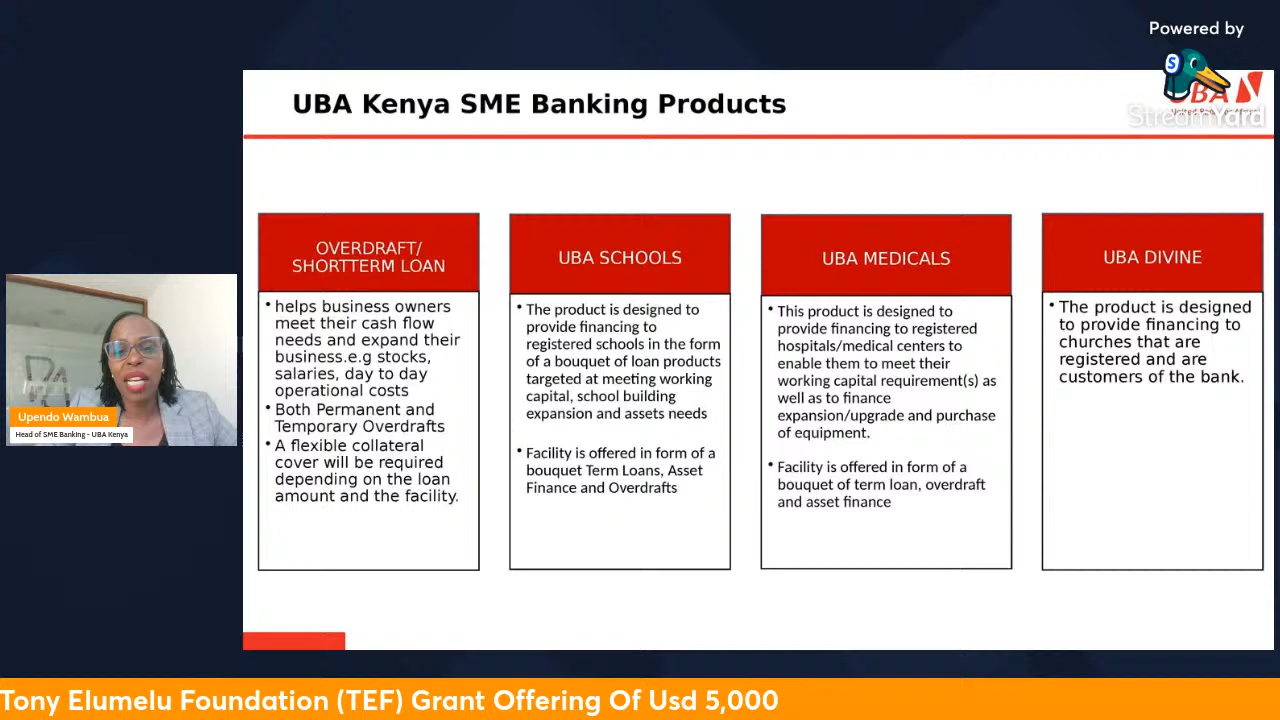 Powered by
StreamYard
UBA Kenya SME Banking Products
UBA
OVERDRAFT/
SHORTTERM LOAN
• helps business owners
meet their cash flow
needs and expand their
business.e.g stocks,
salaries, day to day
operational costs
• Both Permanent and
Temporary Overdrafts
• A flexible collateral
cover will be required
depending on the loan
amount and the facility.
UBA SCHOOLS
• The product is designed to
provide financing to
registered schools in the form
of a bouquet of loan products
targeted at meeting working
capital, school building
expansion and assets needs
• Facility is offered in form of a
bouquet Term Loans, Asset
Finance and Overdrafts
UBA MEDICALS
• This product is designed to
provide financing to registered
hospitals/medical centers to
enable them to meet their
working capital requirement(s) as
well as to finance
expansion/upgrade and purchase
of equipment.
• Facility is offered in form of a
bouquet of term loan, overdraft
and asset finance
UBA DIVINE
• The product is designed
to provide financing to
churches that are
registered and are
customers of the bank.
Upendo Wambua
Head of SME Banking - UBA Kenya
Tony Elumelu Foundation (TEF) Grant Offering Of Usd 5,000